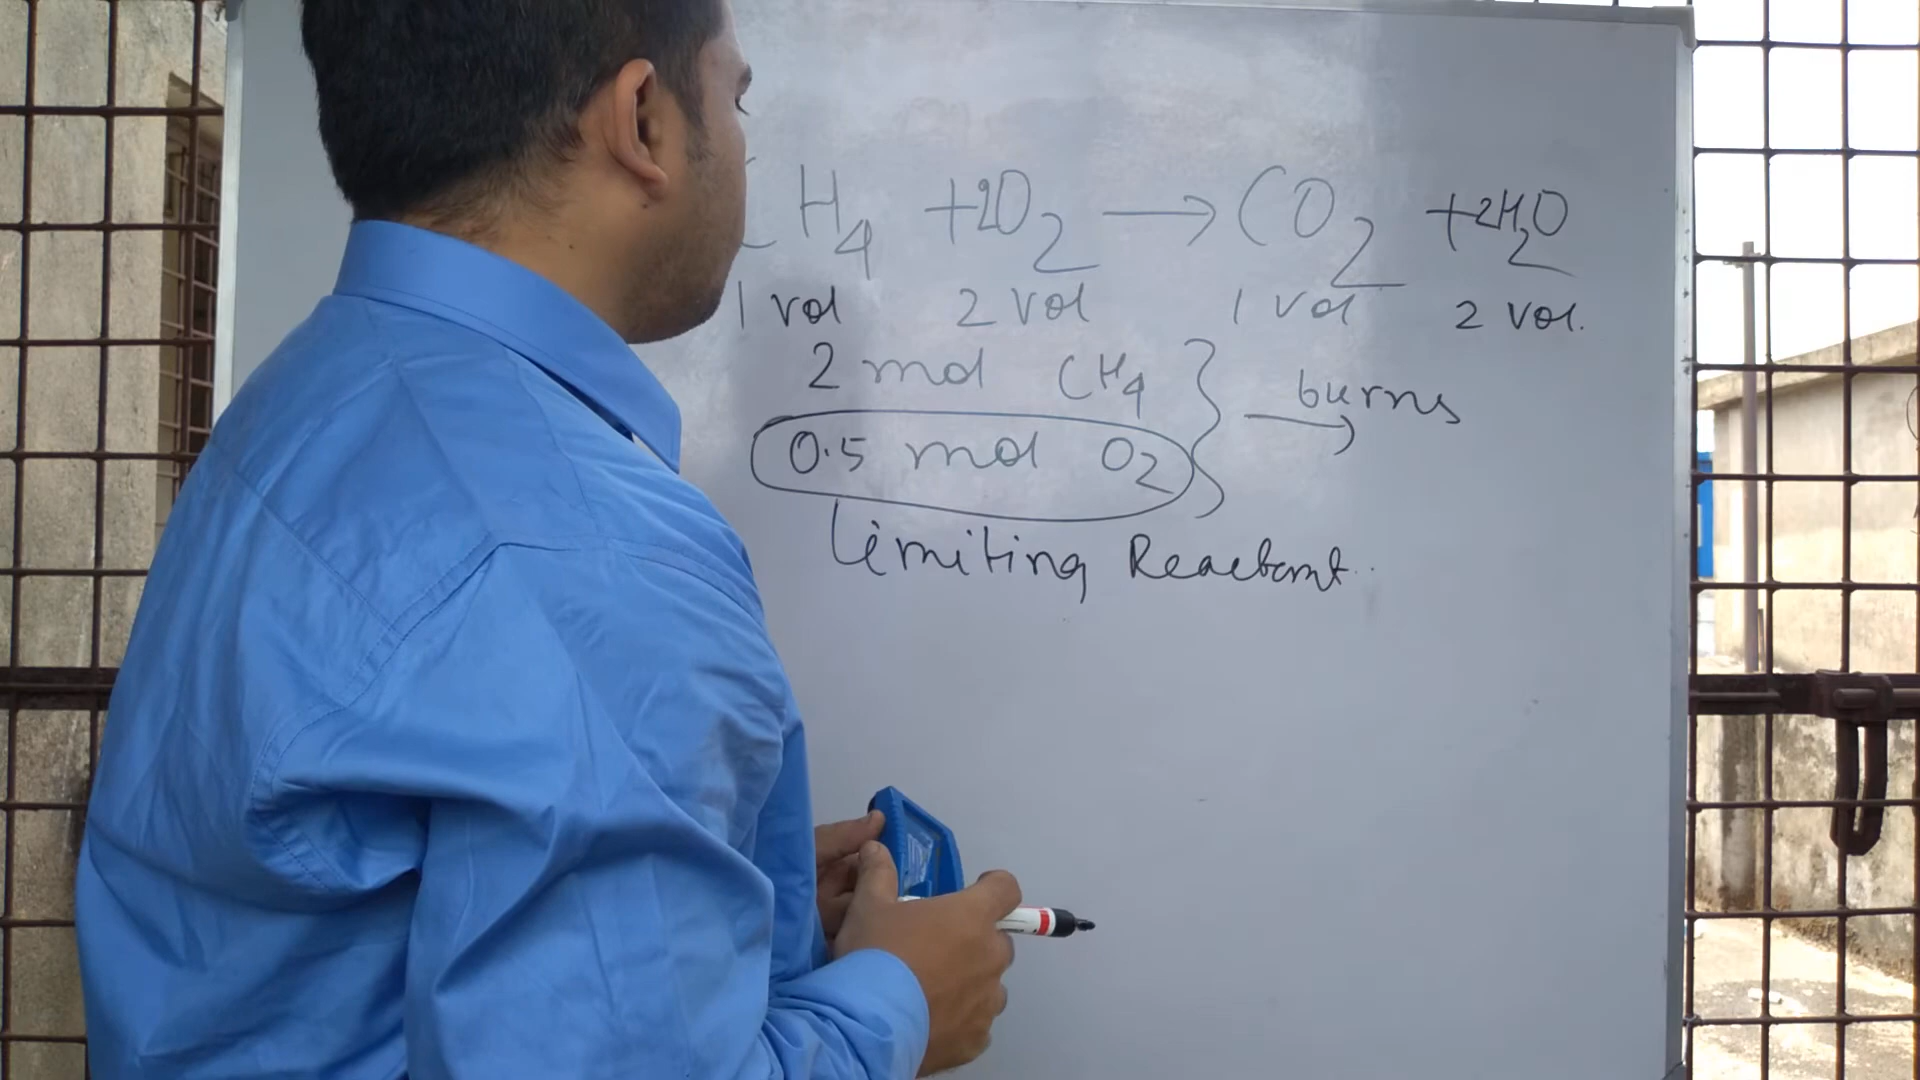 CH4 +2O2 → CO2 +2H2O
1 vol 2 vol 1 vol 2 vol.
2 mol CH4 } burns →
0.5 mol O2
Limiting Reactant..